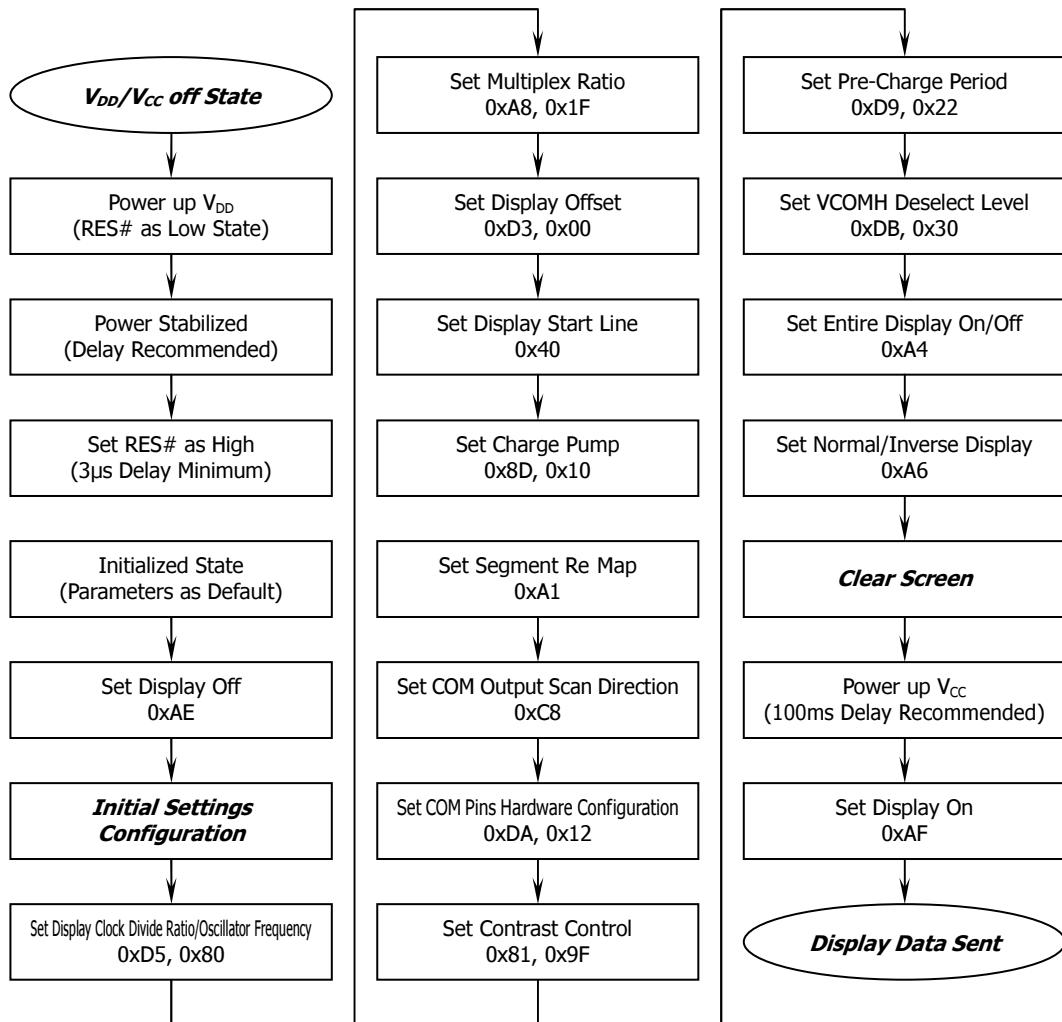 V_DD/V_CC off State
Power up V_DD
(RES# as Low State)
Power Stabilized
(Delay Recommended)
Set RES# as High
(3μs Delay Minimum)
Initialized State
(Parameters as Default)
Set Display Off
0xAE
Initial Settings
Configuration
Set Display Clock Divide Ratio/Oscillator Frequency
0xD5, 0x80
Set Multiplex Ratio
0xA8, 0x1F
Set Display Offset
0xD3, 0x00
Set Display Start Line
0x40
Set Charge Pump
0x8D, 0x10
Set Segment Re Map
0xA1
Set COM Output Scan Direction
0xC8
Set COM Pins Hardware Configuration
0xDA, 0x12
Set Contrast Control
0x81, 0x9F
Set Pre-Charge Period
0xD9, 0x22
Set VCOMH Deselect Level
0xDB, 0x30
Set Entire Display On/Off
0xA4
Set Normal/Inverse Display
0xA6
Clear Screen
Power up V_CC
(100ms Delay Recommended)
Set Display On
0xAF
Display Data Sent